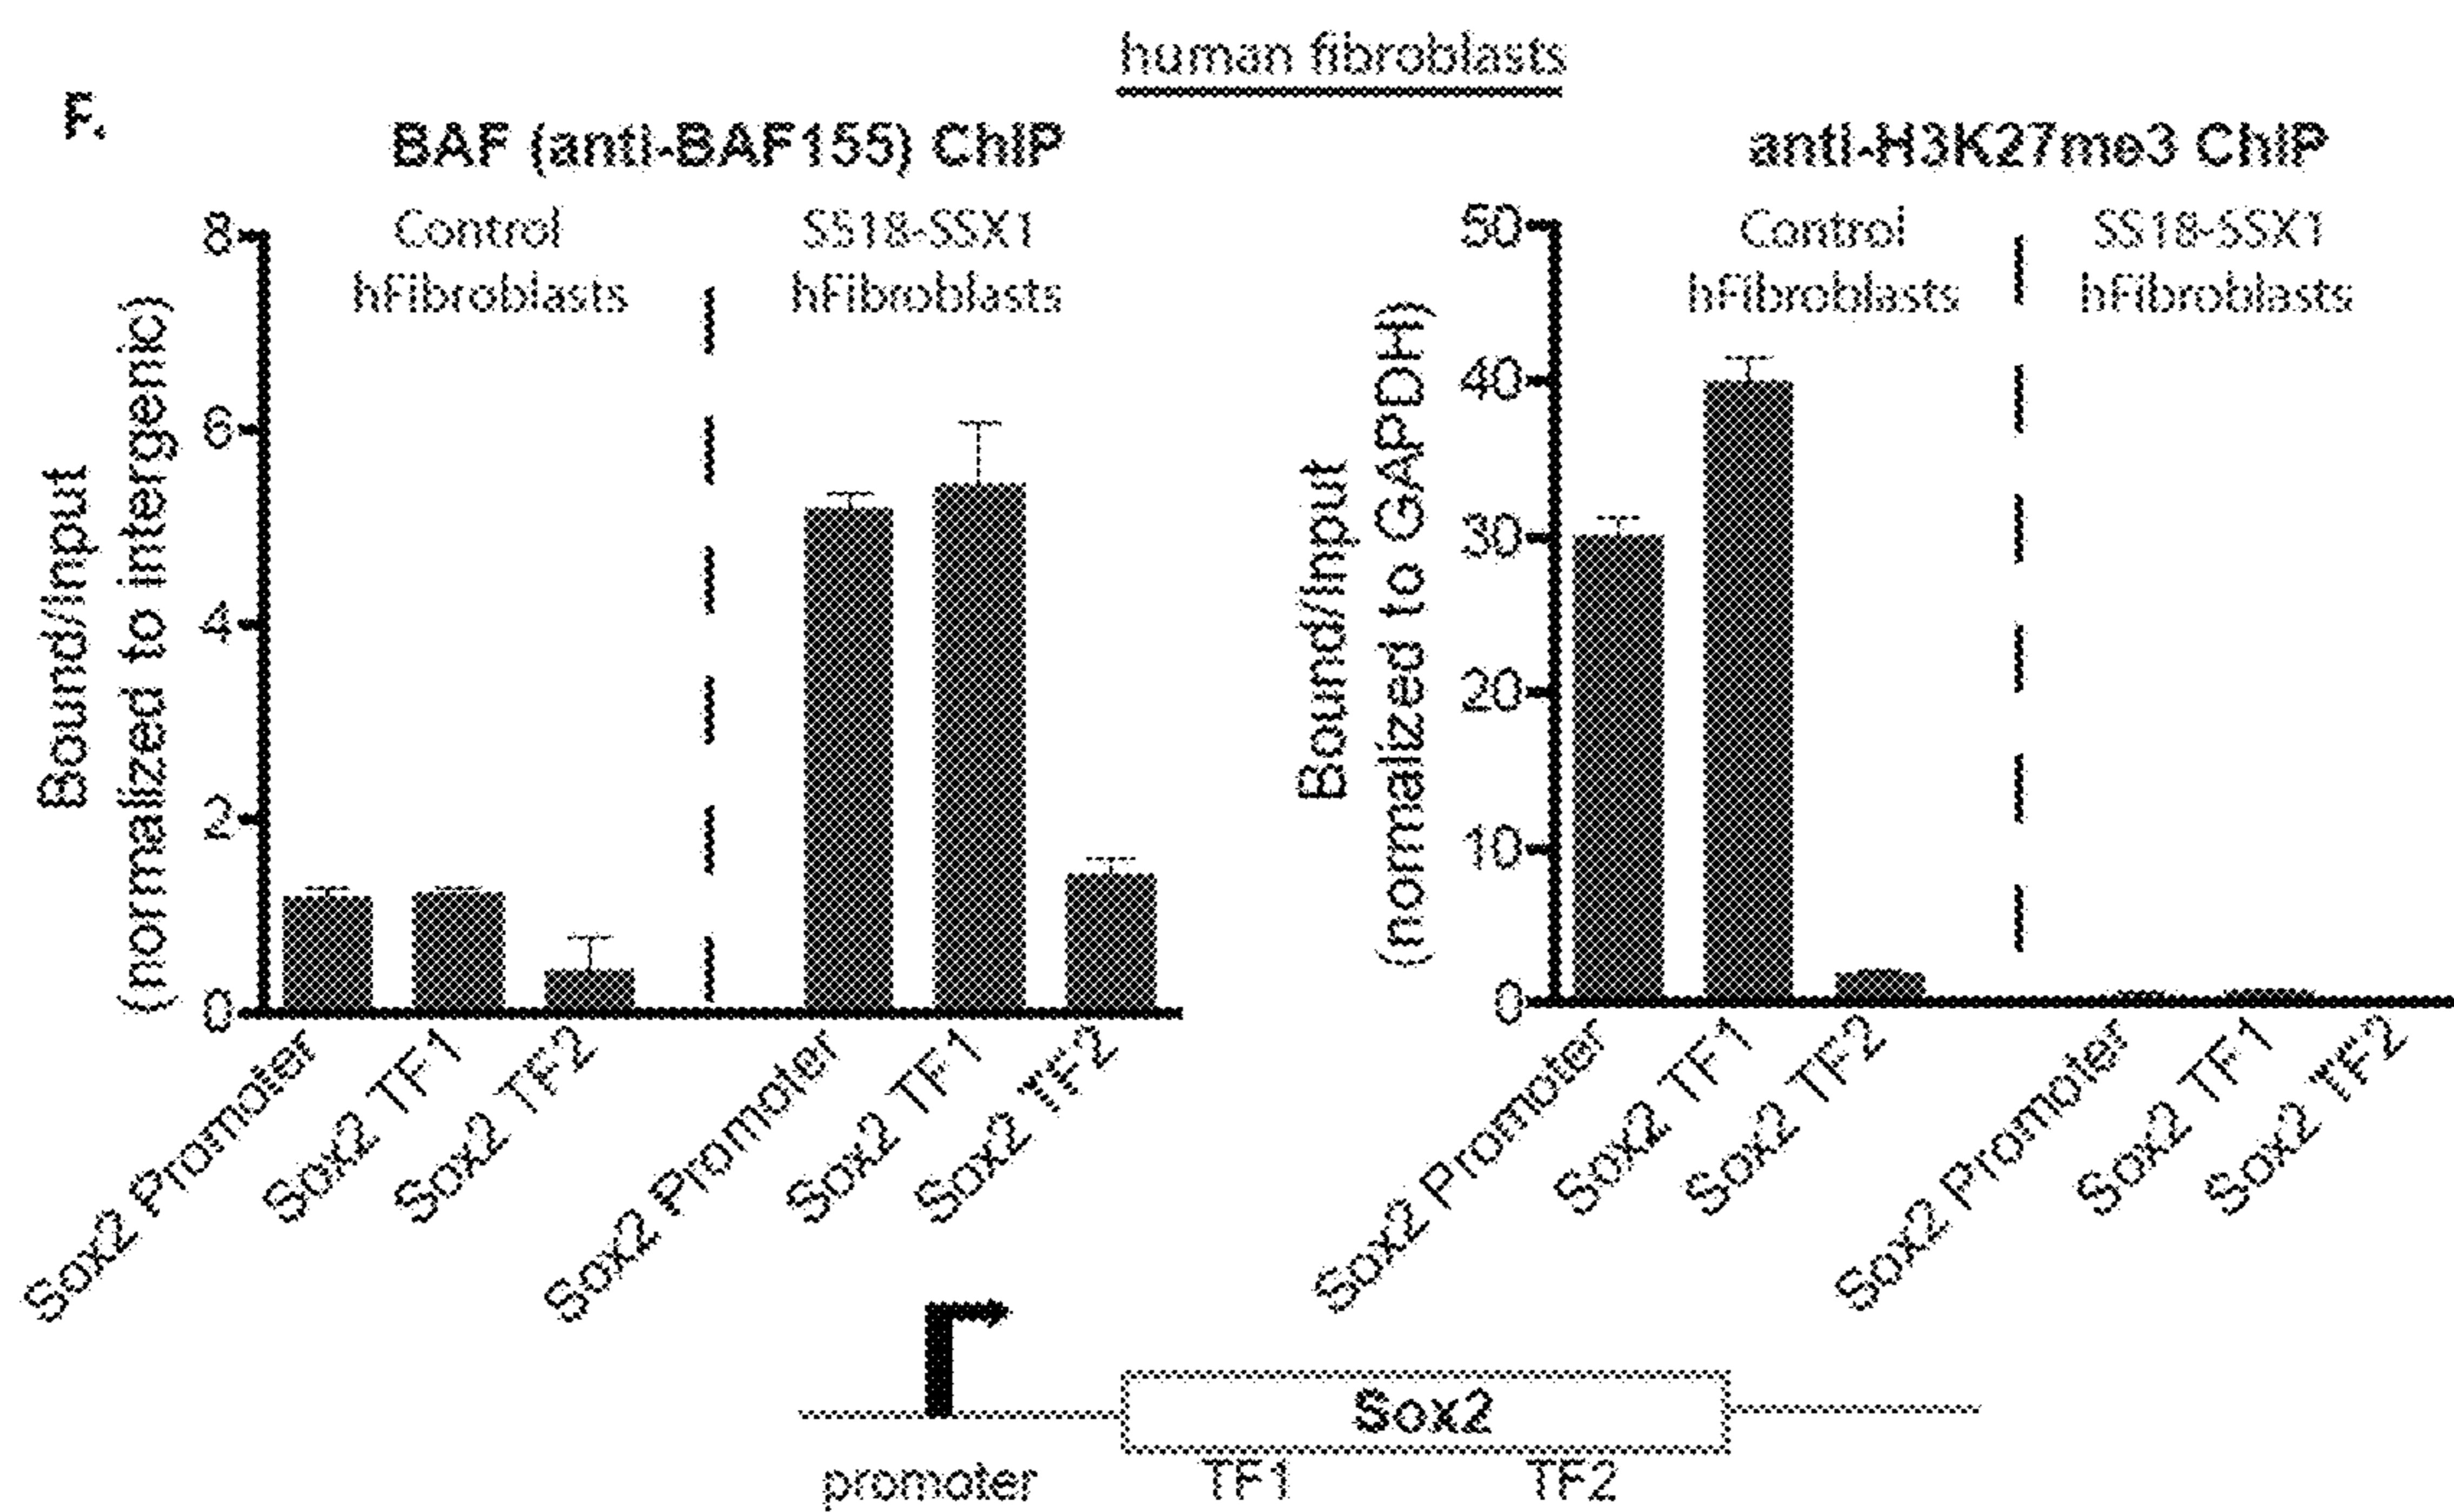 human fibroblasts
F.
BAF (anti-BAF155) ChIP
Control
hFibroblasts
SS18-SSX1
hFibroblasts
Bound/Input
(normalized to intergenic)
8
6
4
2
0
Sox2 Promoter
Sox2 TF1
Sox2 TF2
Sox2 Promoter
Sox2 TF1
Sox2 TF2
anti-H3K27me3 ChIP
Control
hFibroblasts
SS18-SSX1
hFibroblasts
Bound/Input
(normalized to GAPDH)
50
40
30
20
10
0
Sox2 Promoter
Sox2 TF1
Sox2 TF2
Sox2 Promoter
Sox2 TF1
Sox2 TF2
Sox2
promoter TF1 TF2